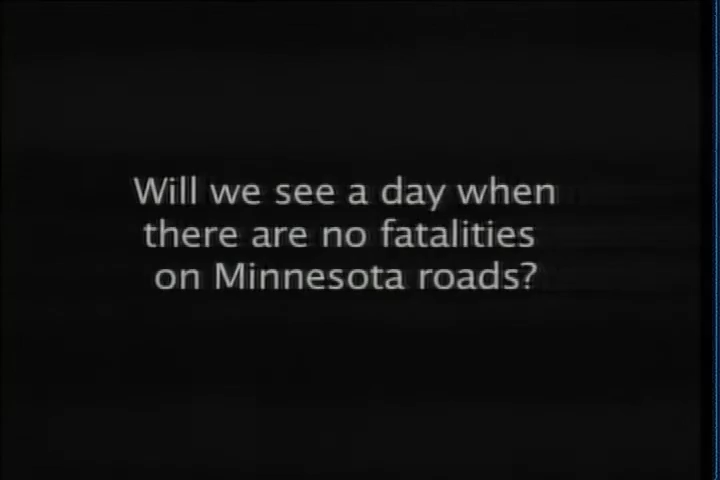 Will we see a day when
there are no fatalities
on Minnesota roads?